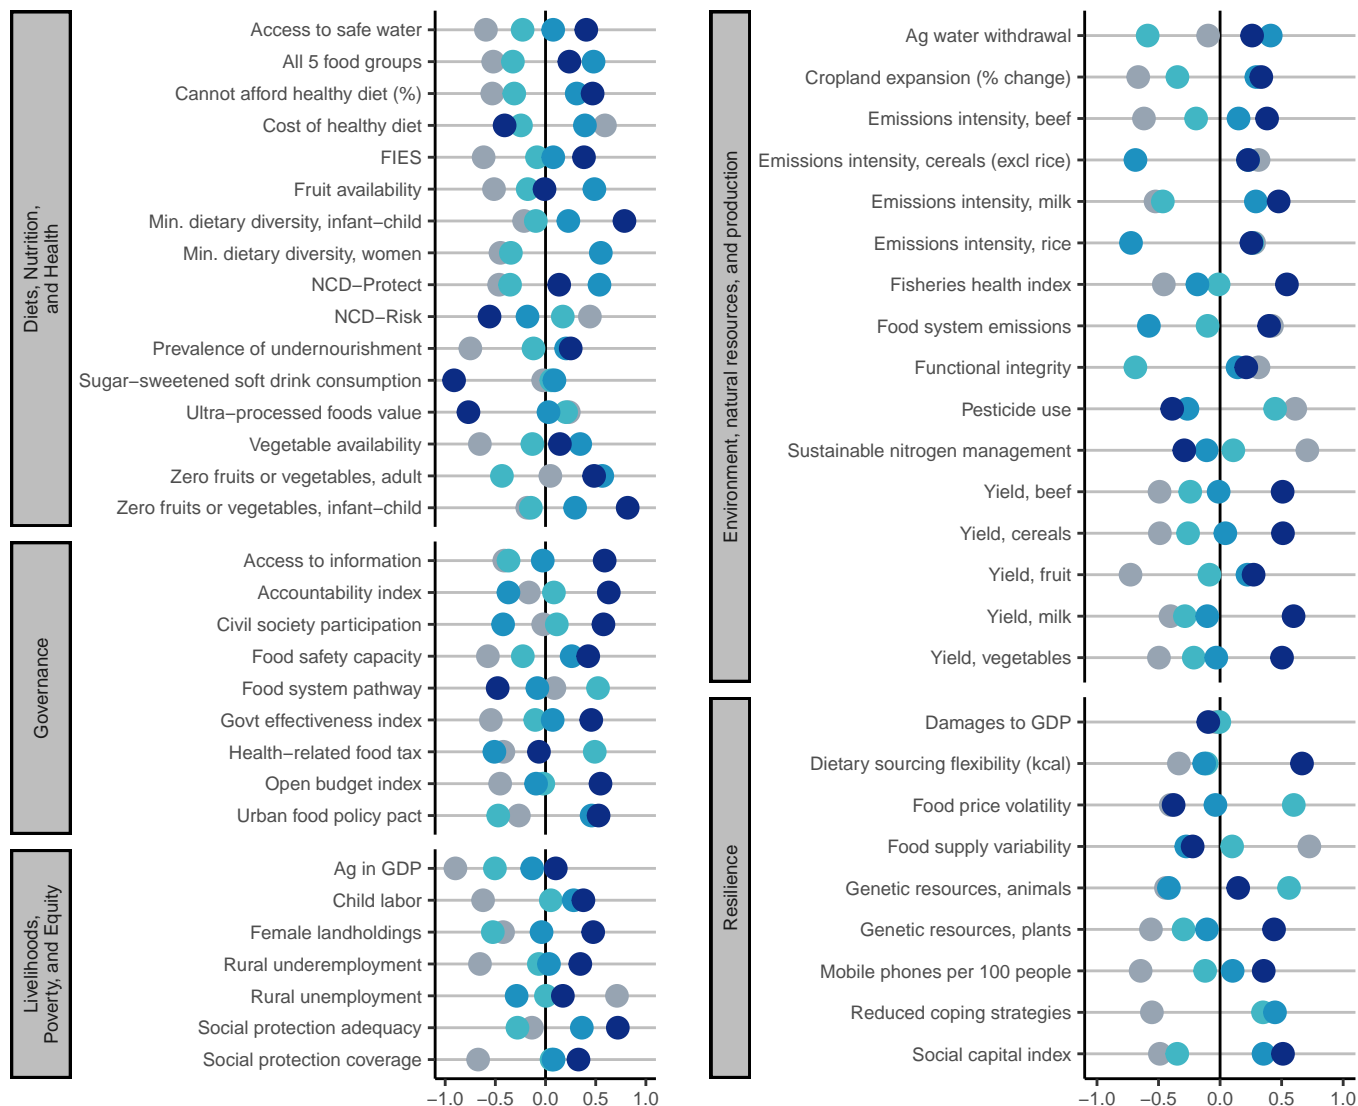 Diets, Nutrition,
and Health
Access to safe water
All 5 food groups
Cannot afford healthy diet (%)
Cost of healthy diet
FIES
Fruit availability
Min. dietary diversity, infant−child
Min. dietary diversity, women
NCD−Protect
NCD−Risk
Prevalence of undernourishment
Sugar−sweetened soft drink consumption
Ultra−processed foods value
Vegetable availability
Zero fruits or vegetables, adult
Zero fruits or vegetables, infant−child
Governance
Access to information
Accountability index
Civil society participation
Food safety capacity
Food system pathway
Govt effectiveness index
Health−related food tax
Open budget index
Urban food policy pact
Livelihoods,
Poverty, and Equity
Ag in GDP
Child labor
Female landholdings
Rural underemployment
Rural unemployment
Social protection adequacy
Social protection coverage
−1.0 −0.5 0.0 0.5 1.0
Environment, natural resources, and production
Ag water withdrawal
Cropland expansion (% change)
Emissions intensity, beef
Emissions intensity, cereals (excl rice)
Emissions intensity, milk
Emissions intensity, rice
Fisheries health index
Food system emissions
Functional integrity
Pesticide use
Sustainable nitrogen management
Yield, beef
Yield, cereals
Yield, fruit
Yield, milk
Yield, vegetables
Resilience
Damages to GDP
Dietary sourcing flexibility (kcal)
Food price volatility
Food supply variability
Genetic resources, animals
Genetic resources, plants
Mobile phones per 100 people
Reduced coping strategies
Social capital index
−1.0 −0.5 0.0 0.5 1.0